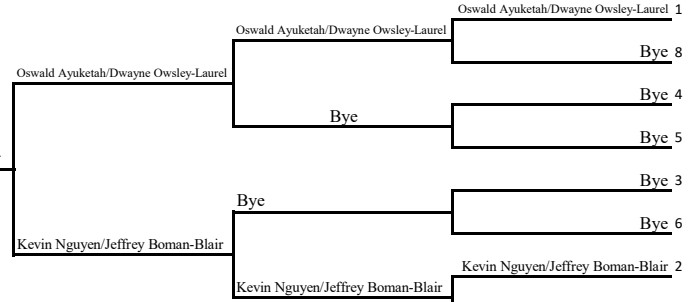 Oswald Ayuketah/Dwayne Owsley-Laurel 1
Oswald Ayuketah/Dwayne Owsley-Laurel
Bye 8
Oswald Ayuketah/Dwayne Owsley-Laurel
Bye 4
Bye
Bye 5
Bye 3
Bye
Bye 6
Kevin Nguyen/Jeffrey Boman-Blair
Kevin Nguyen/Jeffrey Boman-Blair 2
Kevin Nguyen/Jeffrey Boman-Blair